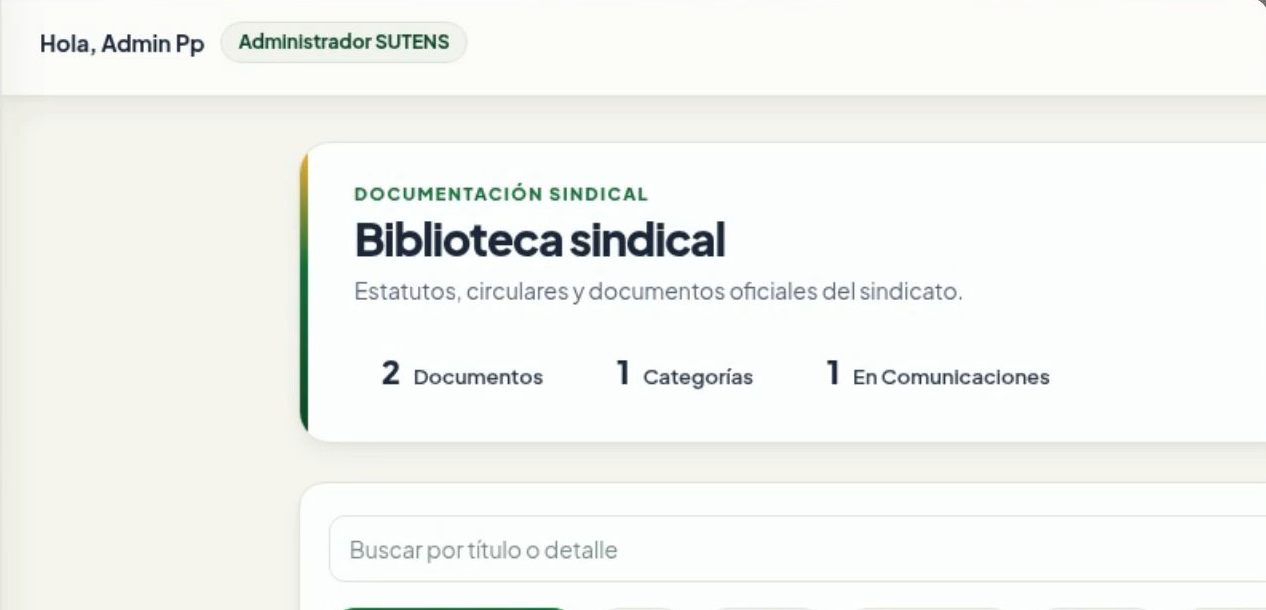 Hola, Admin Pp Administrador SUTENS
DOCUMENTACIÓN SINDICAL
Biblioteca sindical
Estatutos, circulares y documentos oficiales del sindicato.
2 Documentos 1 Categorías 1 En Comunicaciones
Buscar por título o detalle